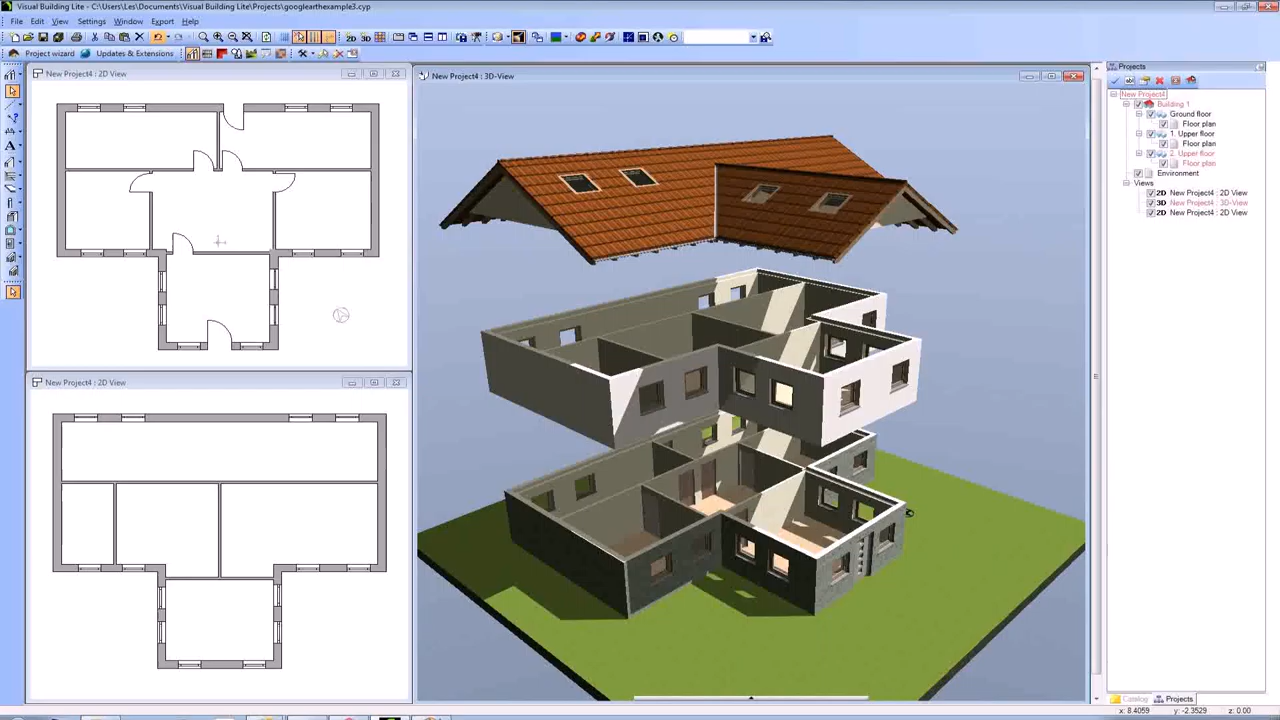 Visual Building Lite - C:\Users\Les\Documents\Visual Building Lite\Projects\googlearthexample3.cyp
File Edit View Settings Window Export Help
2D 3D
Project wizard Updates & Extensions
New Project4 : 2D View
New Project4 : 3D-View
Projects
New Project4
Building 1
Ground floor
Floor plan
1. Upper floor
Floor plan
2. Upper floor
Floor plan
Environment
Views
2D New Project4 : 2D View
3D New Project4 : 3D-View
2D New Project4 : 2D View
New Project4 : 2D View
Catalog Projects
x: 8.4059 y: -2.3529 z: 0.00